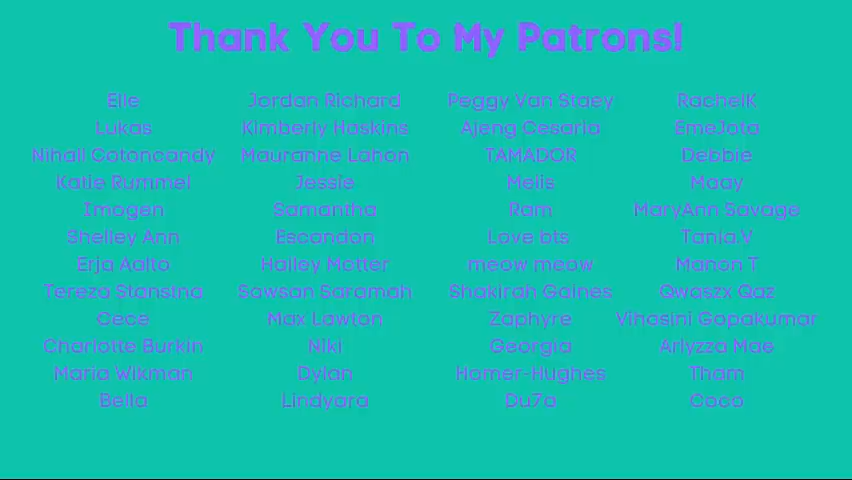 Thank You To My Patrons!
Elle Jordan Richard Peggy Van Staey RachelK
Lukas Kimberly Haskins Ajeng Cesaria EmeJota
Nihall Cotoncandy Mauranne Lahon TAMADOR Debbie
Katie Rummel Jessie Melis Maay
Imogen Samantha Ram MaryAnn Savage
Shelley Ann Escandon Love bts Tania.V
Erja Aalto Hailey Motter meow meow Manon T
Tereza Stansina Sawsan Saramah Shakirah Gaines Qwaszx Qaz
Cece Max Lawton Zaphyre Vihasini Gopakumar
Charlotte Burkin Niki Georgia Arlyzza Mae
Maria Wikman Dylan Homer-Hughes Tham
Bella Lindyara Du7a Coco